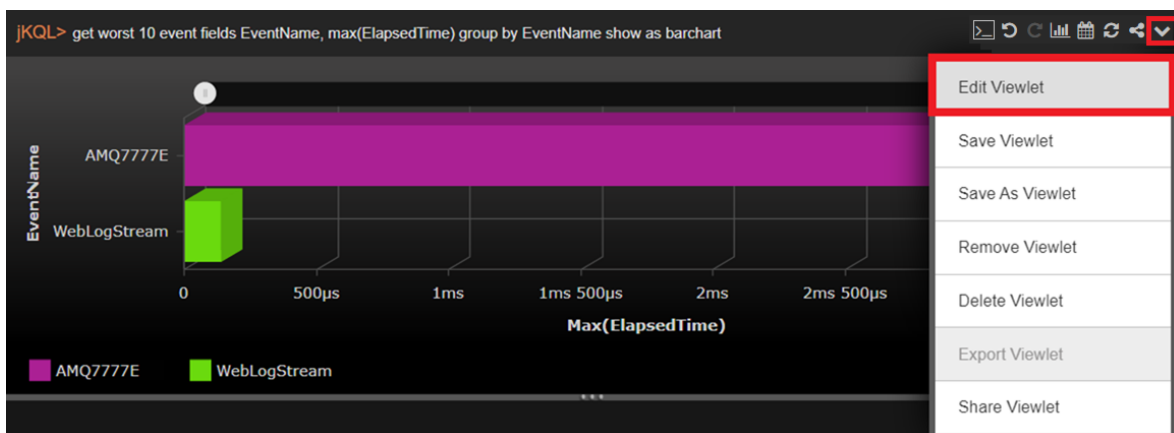 jKQL> get worst 10 event fields EventName, max(ElapsedTime) group by EventName show as barchart
Edit Viewlet
Save Viewlet
Save As Viewlet
Remove Viewlet
Delete Viewlet
Export Viewlet
Share Viewlet
EventName
AMQ7777E
WebLogStream
0 500µs 1ms 1ms 500µs 2ms 2ms 500µs
Max(ElapsedTime)
AMQ7777E WebLogStream